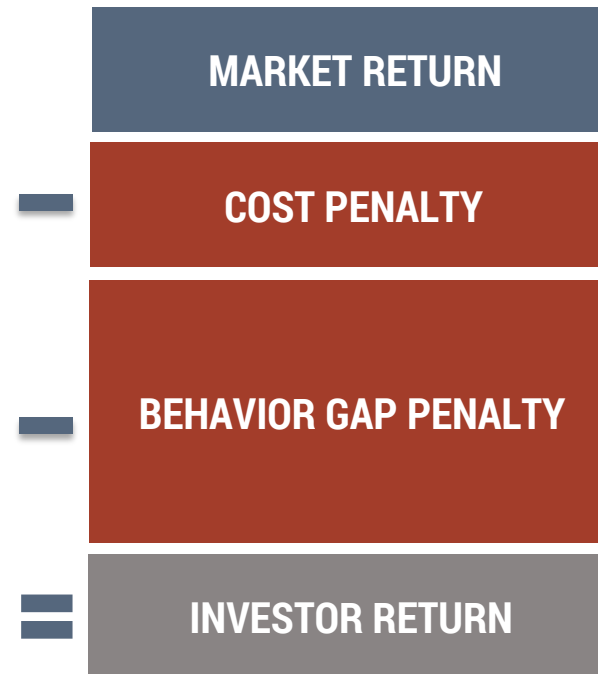 MARKET RETURN
COST PENALTY
BEHAVIOR GAP PENALTY
INVESTOR RETURN